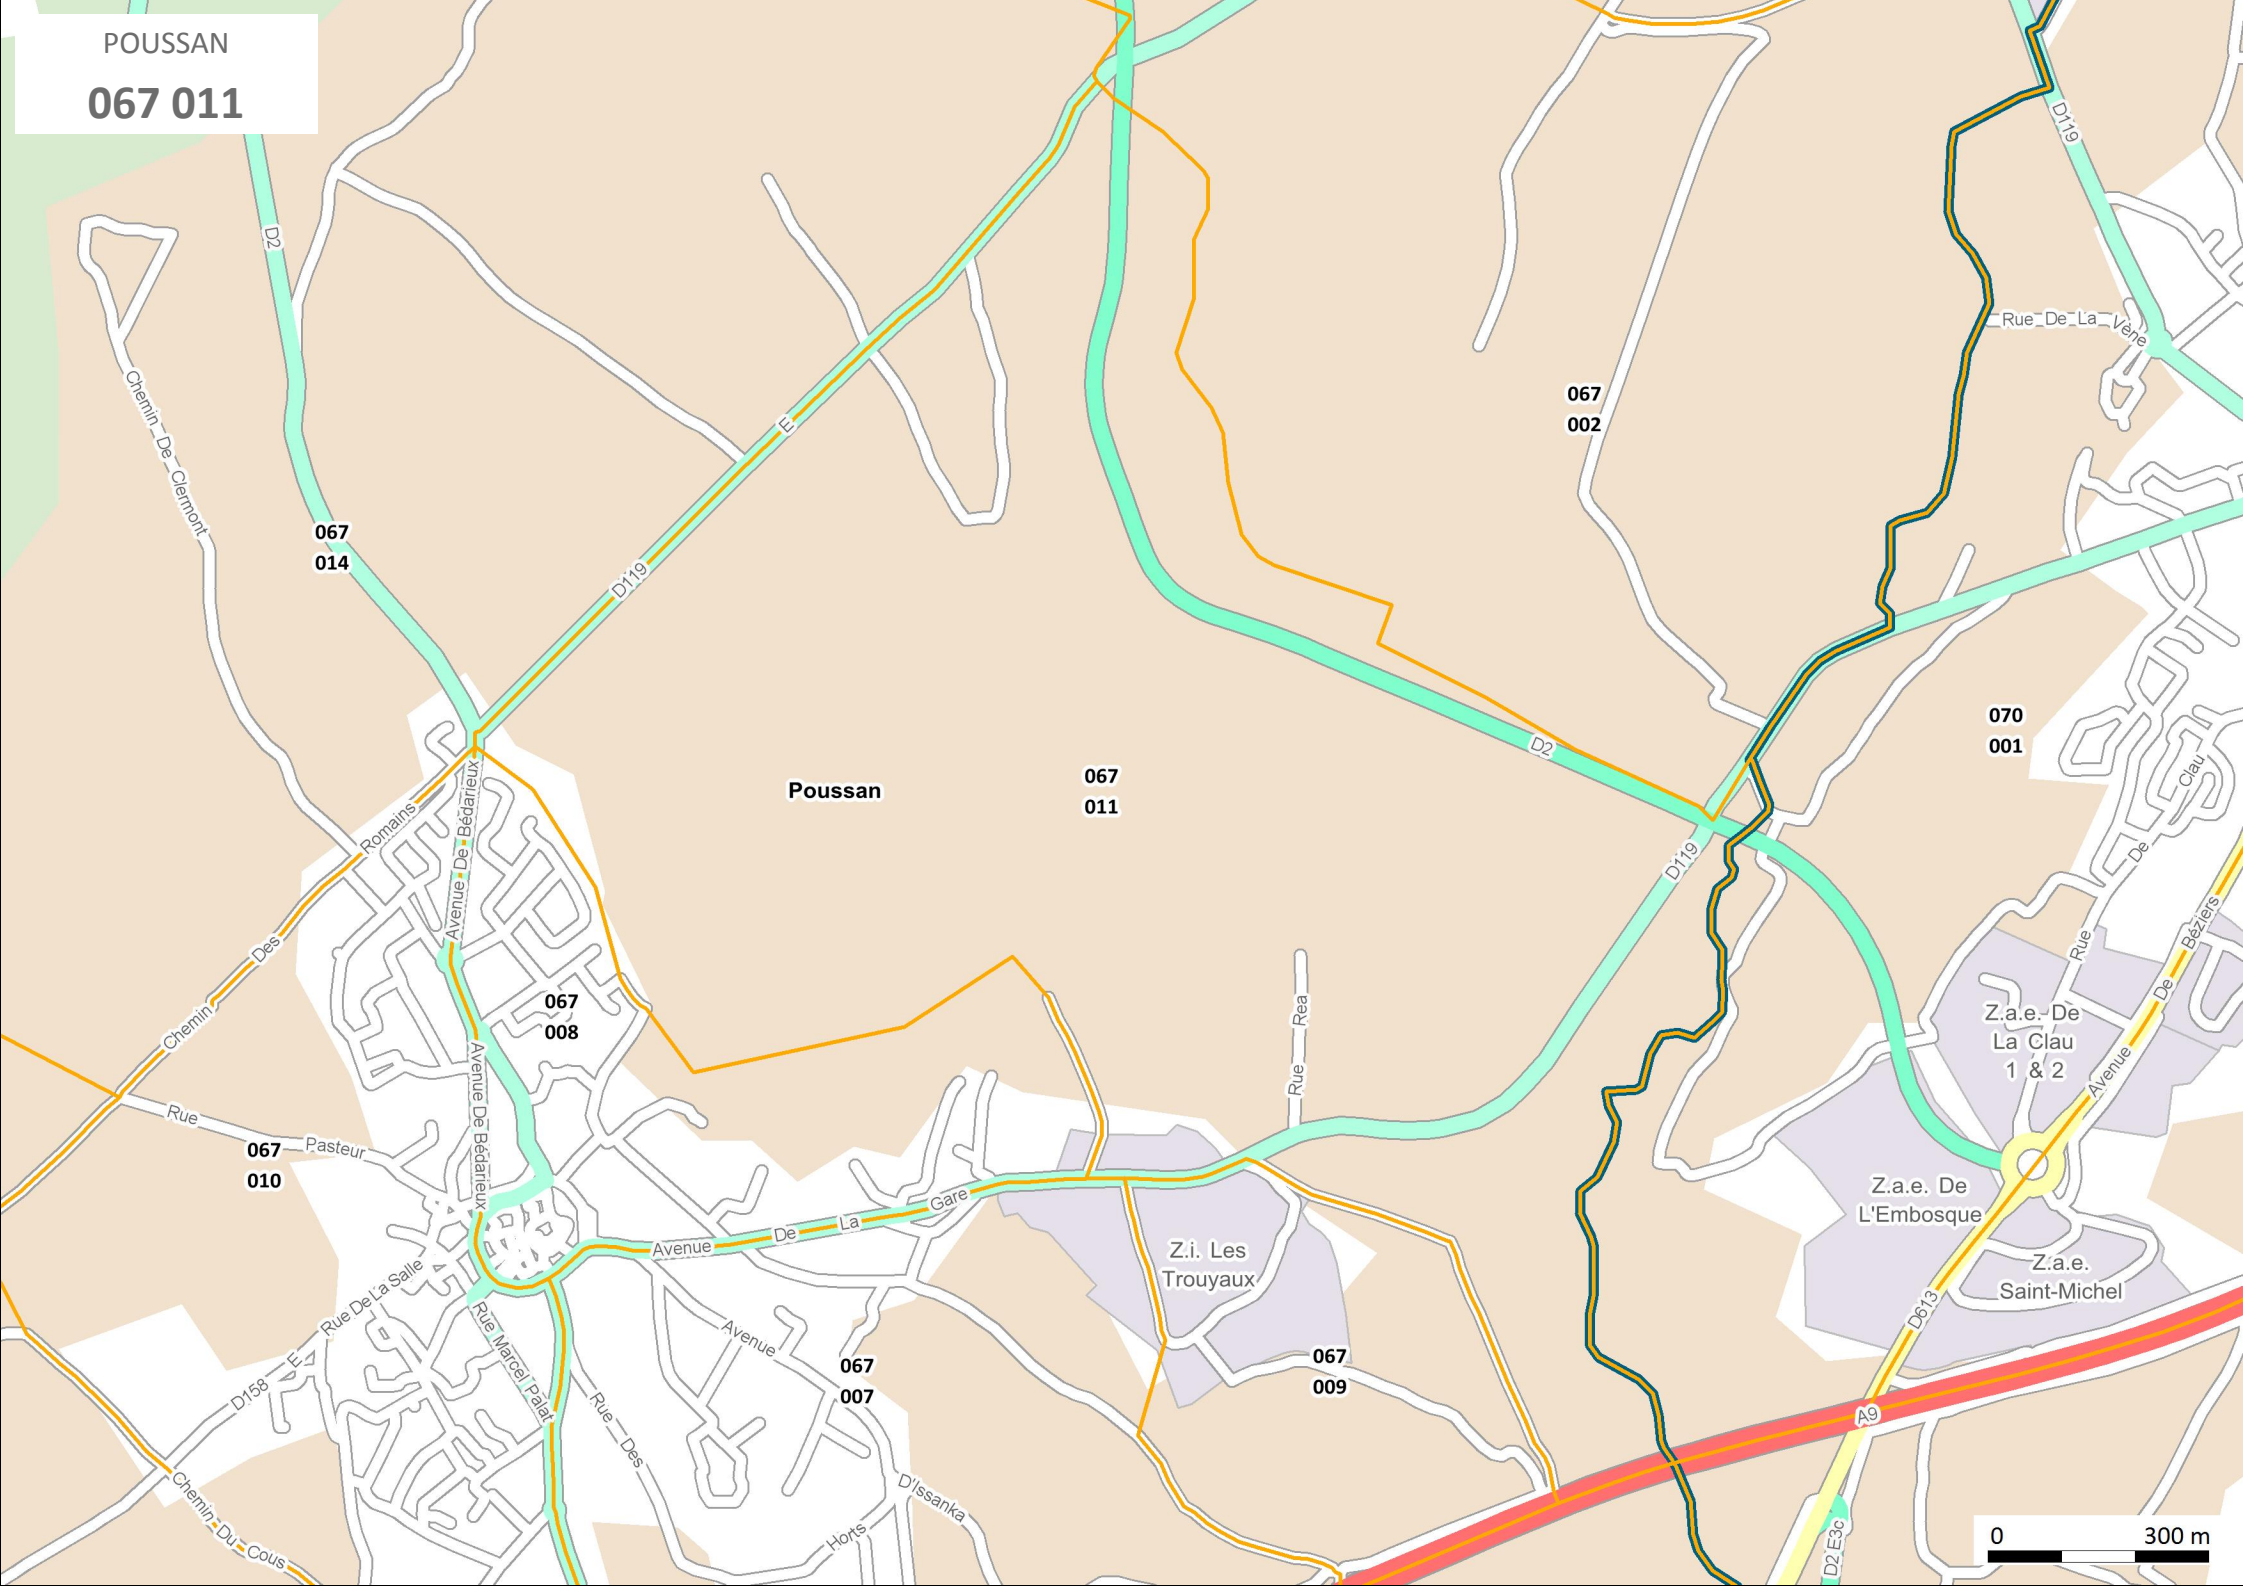 POUSSAN
067 011
D119
D2
Rue De La Vène
Chemin De Clermont
067
002
E
067
014
D119
070
001
D2
Poussan
067
011
Clau
De
Rue
Romains
Avenue De Bédarieux
D119
Des
Chemin
Béziers
De
Avenue
067
008
Rue Rea
Z.a.e. De
La Clau
1 & 2
Avenue De Bédarieux
Rue
Pasteur
067
010
Z.a.e. De
L'Embosque
Gare
La
De
Avenue
Z.i. Les
Trouyaux
Z.a.e.
Saint-Michel
Rue De La Salle
D613
Rue Marcel Palat
Avenue
067
007
067
009
E
D158
A9
Rue Des
Chemin Du Cous
D'Issanka
Horts
D2 E3c
0 300 m